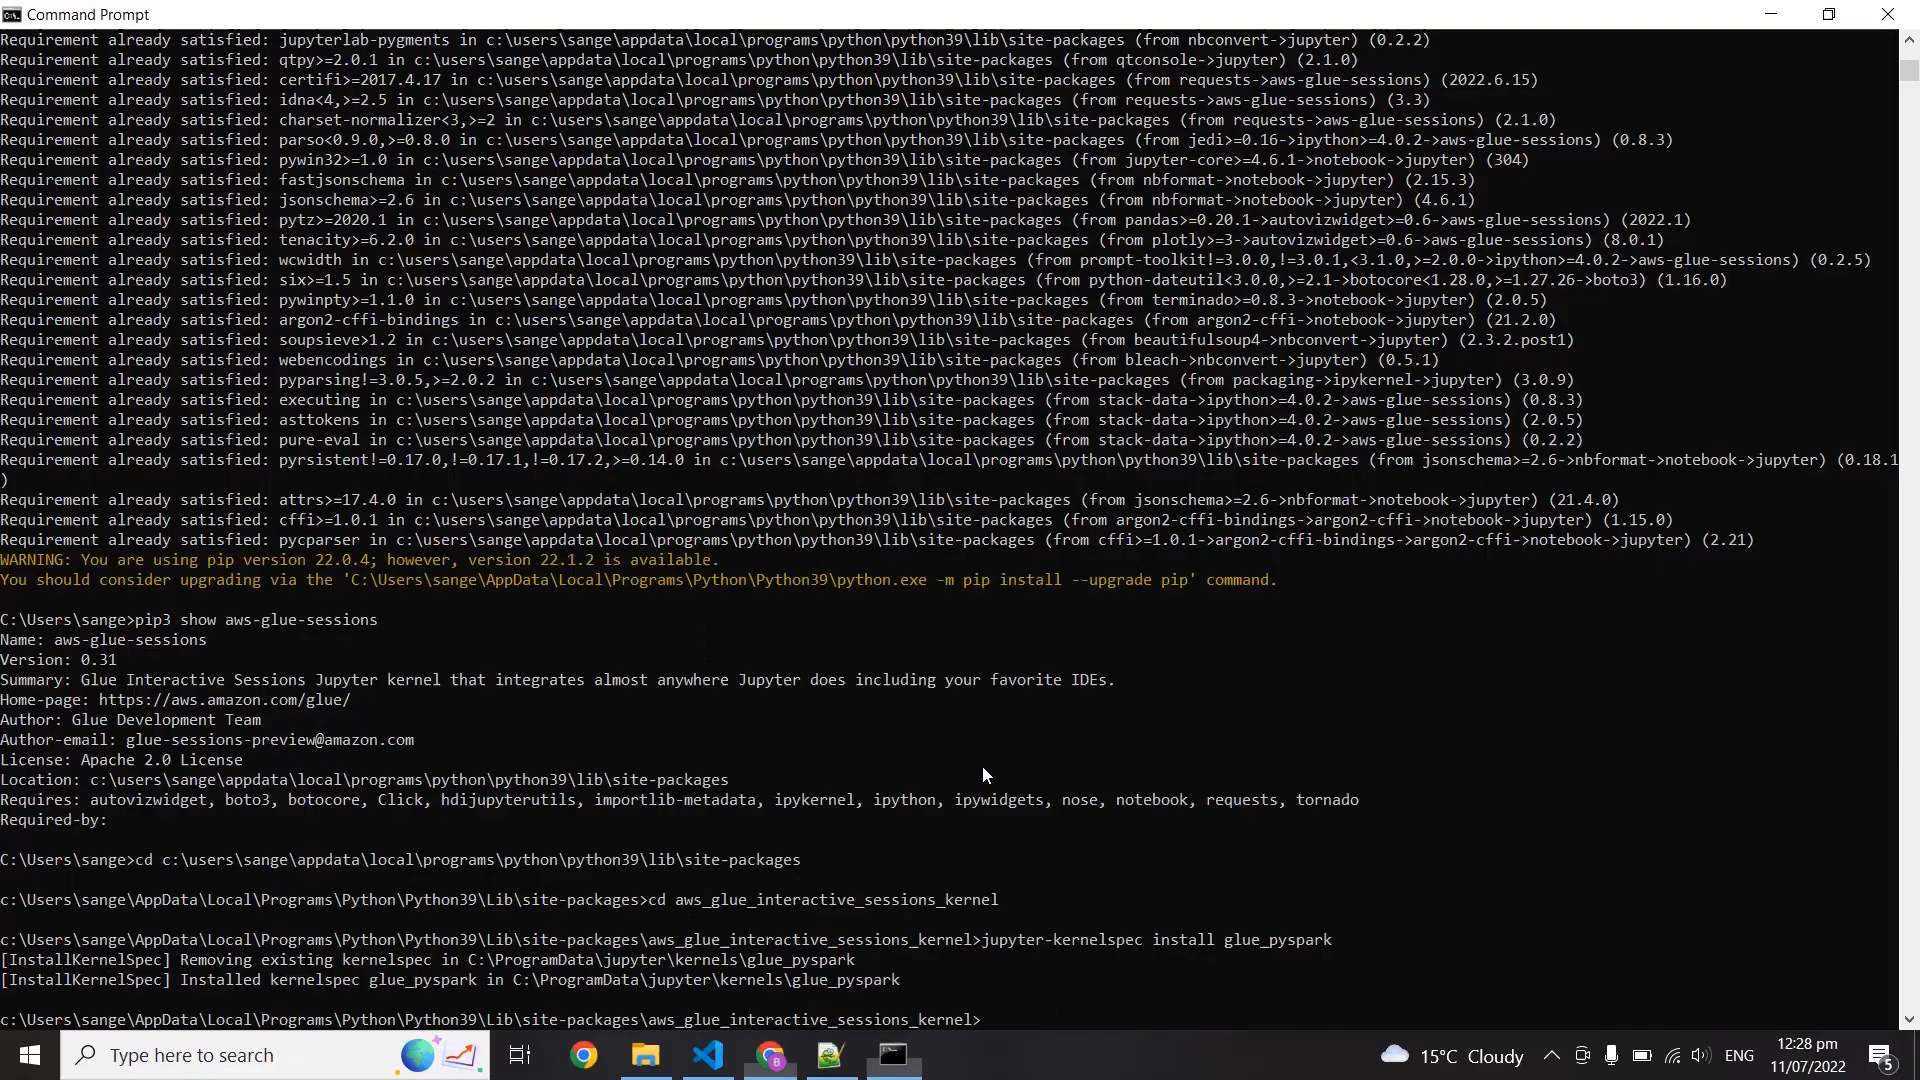 Command Prompt
Requirement already satisfied: jupyterlab-pygments in c:\users\sange\appdata\local\programs\python\python39\lib\site-packages (from nbconvert->jupyter) (0.2.2)
Requirement already satisfied: qtpy>=2.0.1 in c:\users\sange\appdata\local\programs\python\python39\lib\site-packages (from qtconsole->jupyter) (2.1.0)
Requirement already satisfied: certifi>=2017.4.17 in c:\users\sange\appdata\local\programs\python\python39\lib\site-packages (from requests->aws-glue-sessions) (2022.6.15)
Requirement already satisfied: idna<4,>=2.5 in c:\users\sange\appdata\local\programs\python\python39\lib\site-packages (from requests->aws-glue-sessions) (3.3)
Requirement already satisfied: charset-normalizer<3,>=2 in c:\users\sange\appdata\local\programs\python\python39\lib\site-packages (from requests->aws-glue-sessions) (2.1.0)
Requirement already satisfied: parso<0.9.0,>=0.8.0 in c:\users\sange\appdata\local\programs\python\python39\lib\site-packages (from jedi>=0.16->ipython>=4.0.2->aws-glue-sessions) (0.8.3)
Requirement already satisfied: pywin32>=1.0 in c:\users\sange\appdata\local\programs\python\python39\lib\site-packages (from jupyter-core>=4.6.1->notebook->jupyter) (304)
Requirement already satisfied: fastjsonschema in c:\users\sange\appdata\local\programs\python\python39\lib\site-packages (from nbformat->notebook->jupyter) (2.15.3)
Requirement already satisfied: jsonschema>=2.6 in c:\users\sange\appdata\local\programs\python\python39\lib\site-packages (from nbformat->notebook->jupyter) (4.6.1)
Requirement already satisfied: pytz>=2020.1 in c:\users\sange\appdata\local\programs\python\python39\lib\site-packages (from pandas>=0.20.1->autovizwidget>=0.6->aws-glue-sessions) (2022.1)
Requirement already satisfied: tenacity>=6.2.0 in c:\users\sange\appdata\local\programs\python\python39\lib\site-packages (from plotly>=3->autovizwidget>=0.6->aws-glue-sessions) (8.0.1)
Requirement already satisfied: wcwidth in c:\users\sange\appdata\local\programs\python\python39\lib\site-packages (from prompt-toolkit!=3.0.0,!=3.0.1,<3.1.0,>=2.0.0->ipython>=4.0.2->aws-glue-sessions) (0.2.5)
Requirement already satisfied: six>=1.5 in c:\users\sange\appdata\local\programs\python\python39\lib\site-packages (from python-dateutil<3.0.0,>=2.1->botocore<1.28.0,>=1.27.26->boto3) (1.16.0)
Requirement already satisfied: pywinpty>=1.1.0 in c:\users\sange\appdata\local\programs\python\python39\lib\site-packages (from terminado>=0.8.3->notebook->jupyter) (2.0.5)
Requirement already satisfied: argon2-cffi-bindings in c:\users\sange\appdata\local\programs\python\python39\lib\site-packages (from argon2-cffi->notebook->jupyter) (21.2.0)
Requirement already satisfied: soupsieve>1.2 in c:\users\sange\appdata\local\programs\python\python39\lib\site-packages (from beautifulsoup4->nbconvert->jupyter) (2.3.2.post1)
Requirement already satisfied: webencodings in c:\users\sange\appdata\local\programs\python\python39\lib\site-packages (from bleach->nbconvert->jupyter) (0.5.1)
Requirement already satisfied: pyparsing!=3.0.5,>=2.0.2 in c:\users\sange\appdata\local\programs\python\python39\lib\site-packages (from packaging->ipykernel->jupyter) (3.0.9)
Requirement already satisfied: executing in c:\users\sange\appdata\local\programs\python\python39\lib\site-packages (from stack-data->ipython>=4.0.2->aws-glue-sessions) (0.8.3)
Requirement already satisfied: asttokens in c:\users\sange\appdata\local\programs\python\python39\lib\site-packages (from stack-data->ipython>=4.0.2->aws-glue-sessions) (2.0.5)
Requirement already satisfied: pure-eval in c:\users\sange\appdata\local\programs\python\python39\lib\site-packages (from stack-data->ipython>=4.0.2->aws-glue-sessions) (0.2.2)
Requirement already satisfied: pyrsistent!=0.17.0,!=0.17.1,!=0.17.2,>=0.14.0 in c:\users\sange\appdata\local\programs\python\python39\lib\site-packages (from jsonschema>=2.6->nbformat->notebook->jupyter) (0.18.1
)
Requirement already satisfied: attrs>=17.4.0 in c:\users\sange\appdata\local\programs\python\python39\lib\site-packages (from jsonschema>=2.6->nbformat->notebook->jupyter) (21.4.0)
Requirement already satisfied: cffi>=1.0.1 in c:\users\sange\appdata\local\programs\python\python39\lib\site-packages (from argon2-cffi-bindings->argon2-cffi->notebook->jupyter) (1.15.0)
Requirement already satisfied: pycparser in c:\users\sange\appdata\local\programs\python\python39\lib\site-packages (from cffi>=1.0.1->argon2-cffi-bindings->argon2-cffi->notebook->jupyter) (2.21)
WARNING: You are using pip version 22.0.4; however, version 22.1.2 is available.
You should consider upgrading via the 'C:\Users\sange\AppData\Local\Programs\Python\Python39\python.exe -m pip install --upgrade pip' command.
C:\Users\sange>pip3 show aws-glue-sessions
Name: aws-glue-sessions
Version: 0.31
Summary: Glue Interactive Sessions Jupyter kernel that integrates almost anywhere Jupyter does including your favorite IDEs.
Home-page: https://aws.amazon.com/glue/
Author: Glue Development Team
Author-email: glue-sessions-preview@amazon.com
License: Apache 2.0 License
Location: c:\users\sange\appdata\local\programs\python\python39\lib\site-packages
Requires: autovizwidget, boto3, botocore, Click, hdijupyterutils, importlib-metadata, ipykernel, ipython, ipywidgets, nose, notebook, requests, tornado
Required-by:
C:\Users\sange>cd c:\users\sange\appdata\local\programs\python\python39\lib\site-packages
c:\Users\sange\AppData\Local\Programs\Python\Python39\Lib\site-packages>cd aws_glue_interactive_sessions_kernel
c:\Users\sange\AppData\Local\Programs\Python\Python39\Lib\site-packages\aws_glue_interactive_sessions_kernel>jupyter-kernelspec install glue_pyspark
[InstallKernelSpec] Removing existing kernelspec in C:\ProgramData\jupyter\kernels\glue_pyspark
[InstallKernelSpec] Installed kernelspec glue_pyspark in C:\ProgramData\jupyter\kernels\glue_pyspark
c:\Users\sange\AppData\Local\Programs\Python\Python39\Lib\site-packages\aws_glue_interactive_sessions_kernel>
Type here to search
15°C Cloudy
ENG
12:28 pm
11/07/2022
5